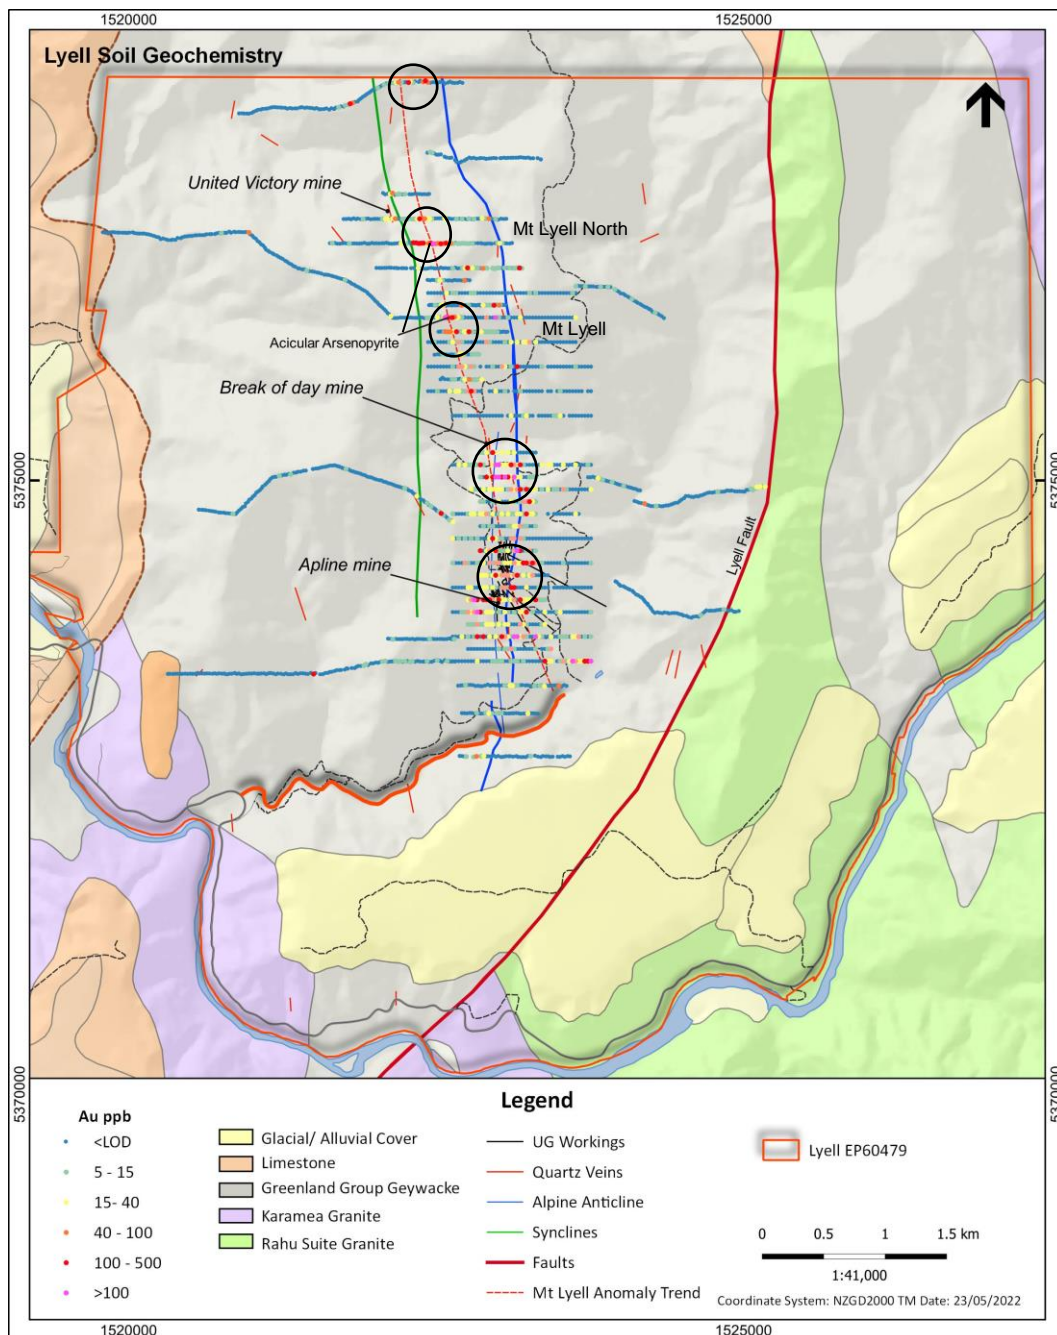 1520000
1525000
Lyell Soil Geochemistry
United Victory mine
Mt Lyell North
Acicular Arsenopyrite
Mt Lyell
Break of day mine
5375000
5375000
Apline mine
Lyell Fault
5370000
5370000
Legend
Au ppb
<LOD
5 - 15
15- 40
40 - 100
100 - 500
>100
Glacial/ Alluvial Cover
Limestone
Greenland Group Geywacke
Karamea Granite
Rahu Suite Granite
UG Workings
Quartz Veins
Alpine Anticline
Synclines
Faults
Mt Lyell Anomaly Trend
Lyell EP60479
0 0.5 1 1.5 km
1:41,000
Coordinate System: NZGD2000 TM Date: 23/05/2022
1520000
1525000